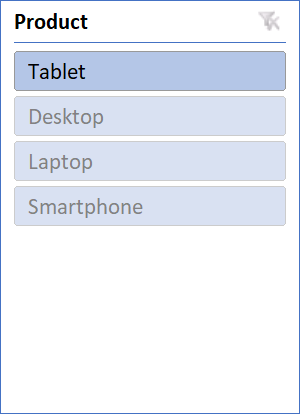 Product
Tablet
Desktop
Laptop
Smartphone